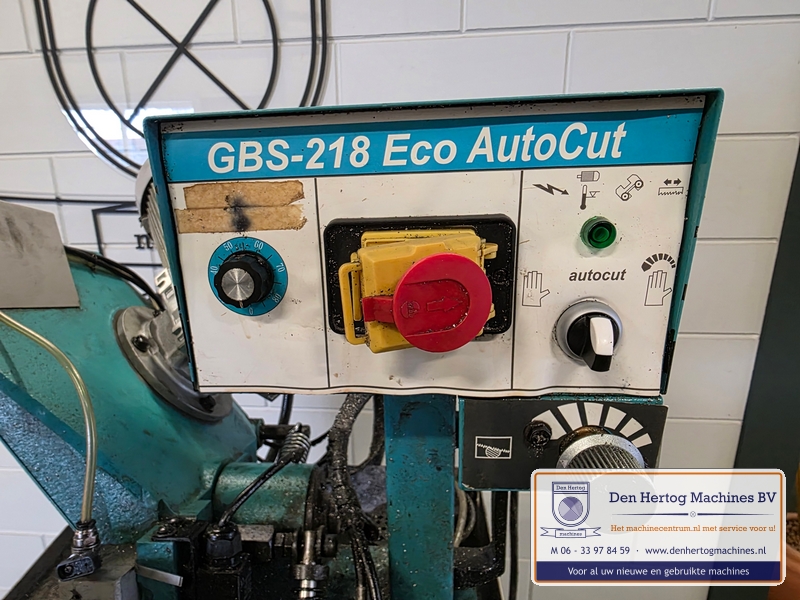 GBS-218 Eco AutoCut
40 50 60 70 80
autocut
Den Hertog
machines
Den Hertog Machines BV
Het machinecentrum.nl met service voor u!
M 06 - 33 97 84 59 · www.denhertogmachines.nl
Voor al uw nieuwe en gebruikte machines